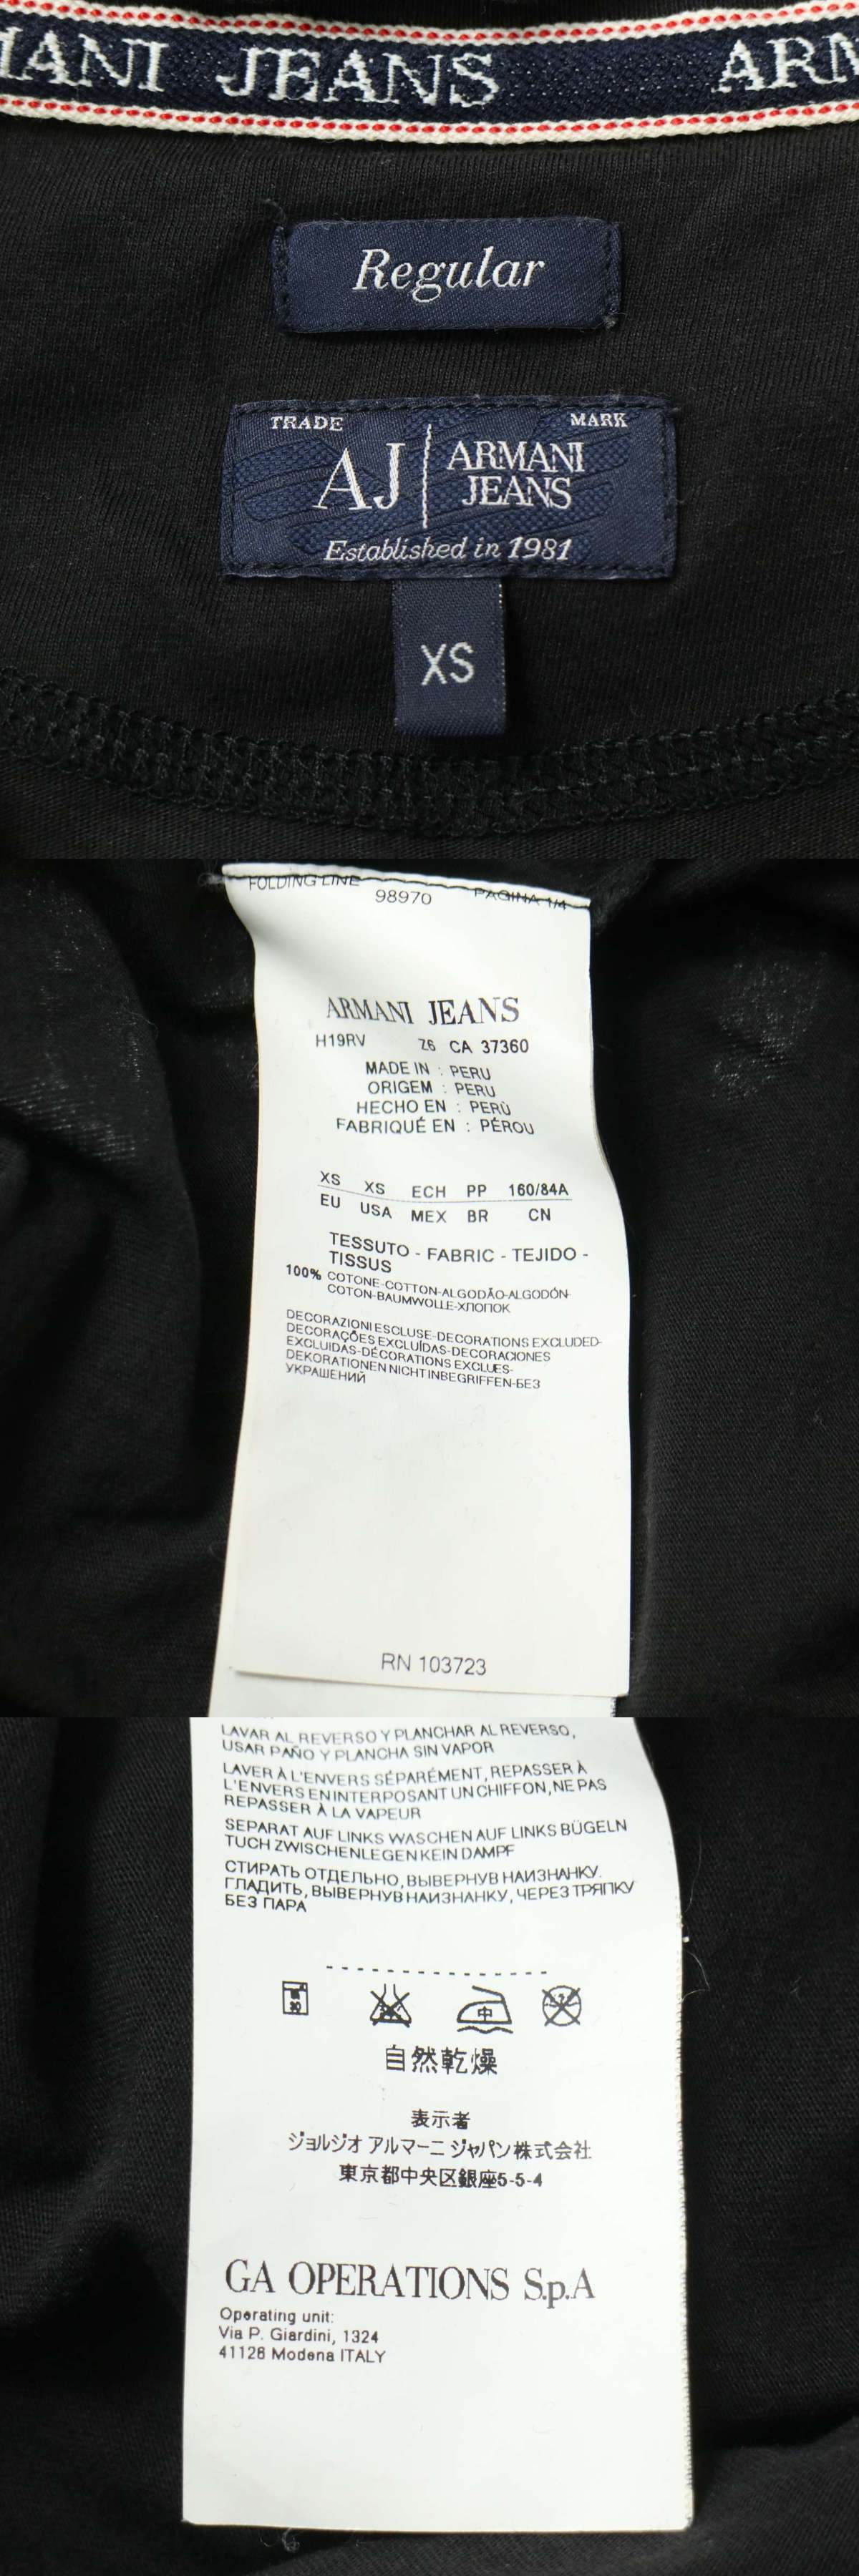 MANI JEANS ARM
Regular
TRADE MARK
AJ ARMANI
JEANS
Established in 1981
XS
FOLDING LINE 98970 PAGINA 1/4
ARMANI JEANS
H19RV Z6 CA 37360
MADE IN : PERU
ORIGEM : PERU
HECHO EN : PERÙ
FABRIQUÉ EN : PÉROU
XS XS ECH PP 160/84A
EU USA MEX BR CN
TESSUTO - FABRIC - TEJIDO -
TISSUS
100% COTONE-COTTON-ALGODÃO-ALGODÓN-
COTON-BAUMWOLLE-ХЛОПОК
DECORAZIONI ESCLUSE-DECORATIONS EXCLUDED-
DECORAÇÕES EXCLUÍDAS-DECORACIONES
EXCLUIDAS-DÉCORATIONS EXCLUES-
DEKORATIONEN NICHT INBEGRIFFEN-БЕЗ
УКРАШЕНИЙ
RN 103723
LAVAR AL REVERSO Y PLANCHAR AL REVERSO,
USAR PAÑO Y PLANCHA SIN VAPOR
LAVER À L'ENVERS SÉPARÉMENT, REPASSER À
L'ENVERS EN INTERPOSANT UN CHIFFON, NE PAS
REPASSER À LA VAPEUR
SEPARAT AUF LINKS WASCHEN AUF LINKS BÜGELN
TUCH ZWISCHENLEGEN KEIN DAMPF
СТИРАТЬ ОТДЕЛЬНО, ВЫВЕРНУВ НАИЗНАНКУ.
ГЛАДИТЬ, ВЫВЕРНУВ НАИЗНАНКУ, ЧЕРЕЗ ТРЯПКУ
БЕЗ ПАРА
30 中
自然乾燥
表示者
ジョルジオ アルマーニ ジャパン株式会社
東京都中央区銀座5-5-4
GA OPERATIONS S.p.A
Operating unit:
Via P. Giardini, 1324
41126 Modena ITALY